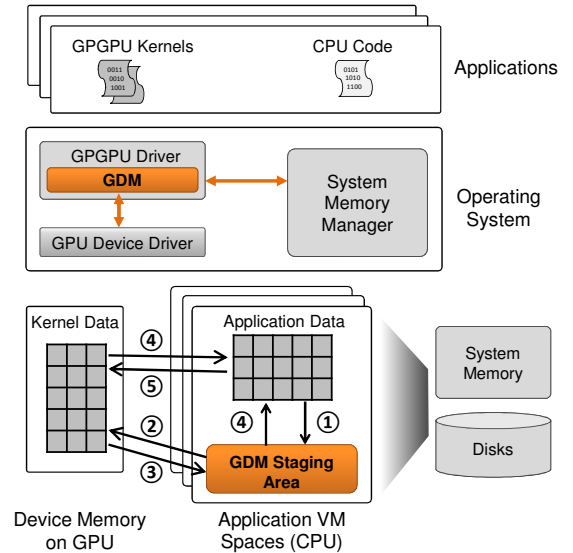 GPGPU Kernels
CPU Code
0011
0010
1001
0101
1010
1100
Applications
GPGPU Driver
GDM
System
Memory
Manager
GPU Device Driver
Operating
System
Kernel Data
Application Data
④
⑤
②
③
④
①
GDM Staging
Area
System
Memory
Disks
Device Memory
on GPU
Application VM
Spaces (CPU)